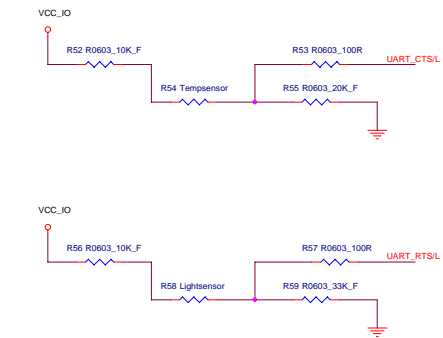 VCC_IO
R52 R0603_10K_F
R53 R0603_100R
UART_CTS/L
R54 Tempsensor
R55 R0603_20K_F
VCC_IO
R56 R0603_10K_F
R57 R0603_100R
UART_RTS/L
R58 Lightsensor
R59 R0603_33K_F